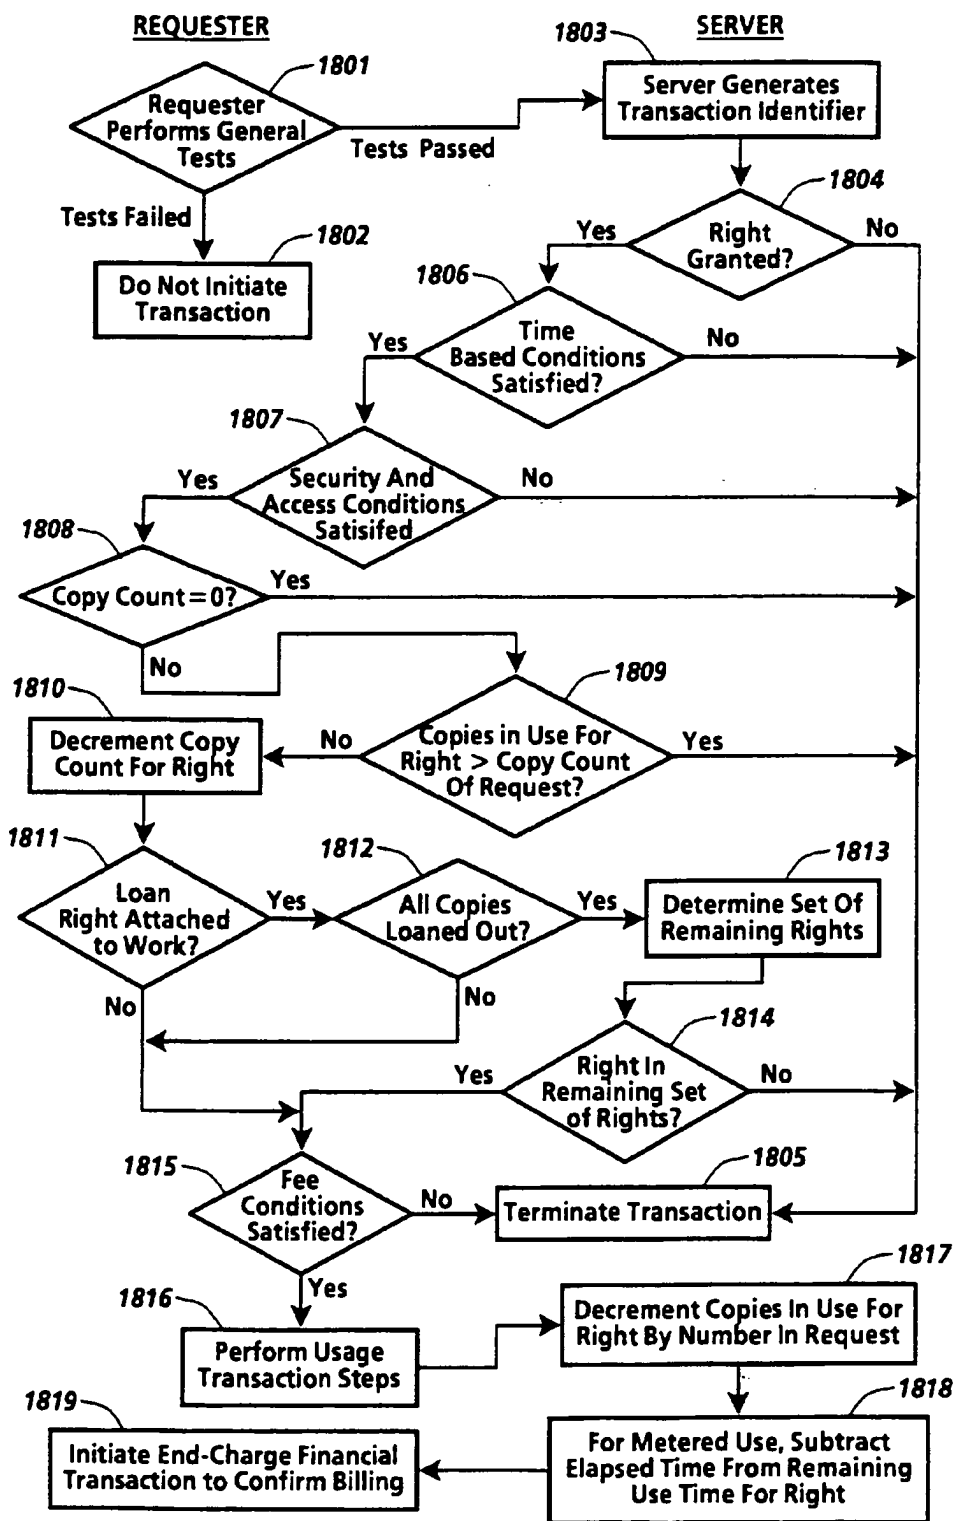 REQUESTER
SERVER
1801
1803
Requester
Performs General
Tests
Server Generates
Transaction Identifier
Tests Passed
Tests Failed
1802
1804
Do Not Initiate
Transaction
Yes
Right
Granted?
No
1806
Yes
Time
Based Conditions
Satisfied?
No
1807
Yes
Security And
Access Conditions
Satisifed
No
1808
Copy Count = 0?
Yes
No
1809
1810
Decrement Copy
Count For Right
No
Copies in Use For
Right > Copy Count
Of Request?
Yes
1811
1812
1813
Loan
Right Attached
to Work?
Yes
All Copies
Loaned Out?
Yes
Determine Set Of
Remaining Rights
No
No
1814
Yes
Right In
Remaining Set
of Rights?
No
1815
1805
Fee
Conditions
Satisfied?
No
Terminate Transaction
Yes
1816
1817
Perform Usage
Transaction Steps
Decrement Copies In Use For
Right By Number In Request
1819
1818
Initiate End-Charge Financial
Transaction to Confirm Billing
For Metered Use, Subtract
Elapsed Time From Remaining
Use Time For Right